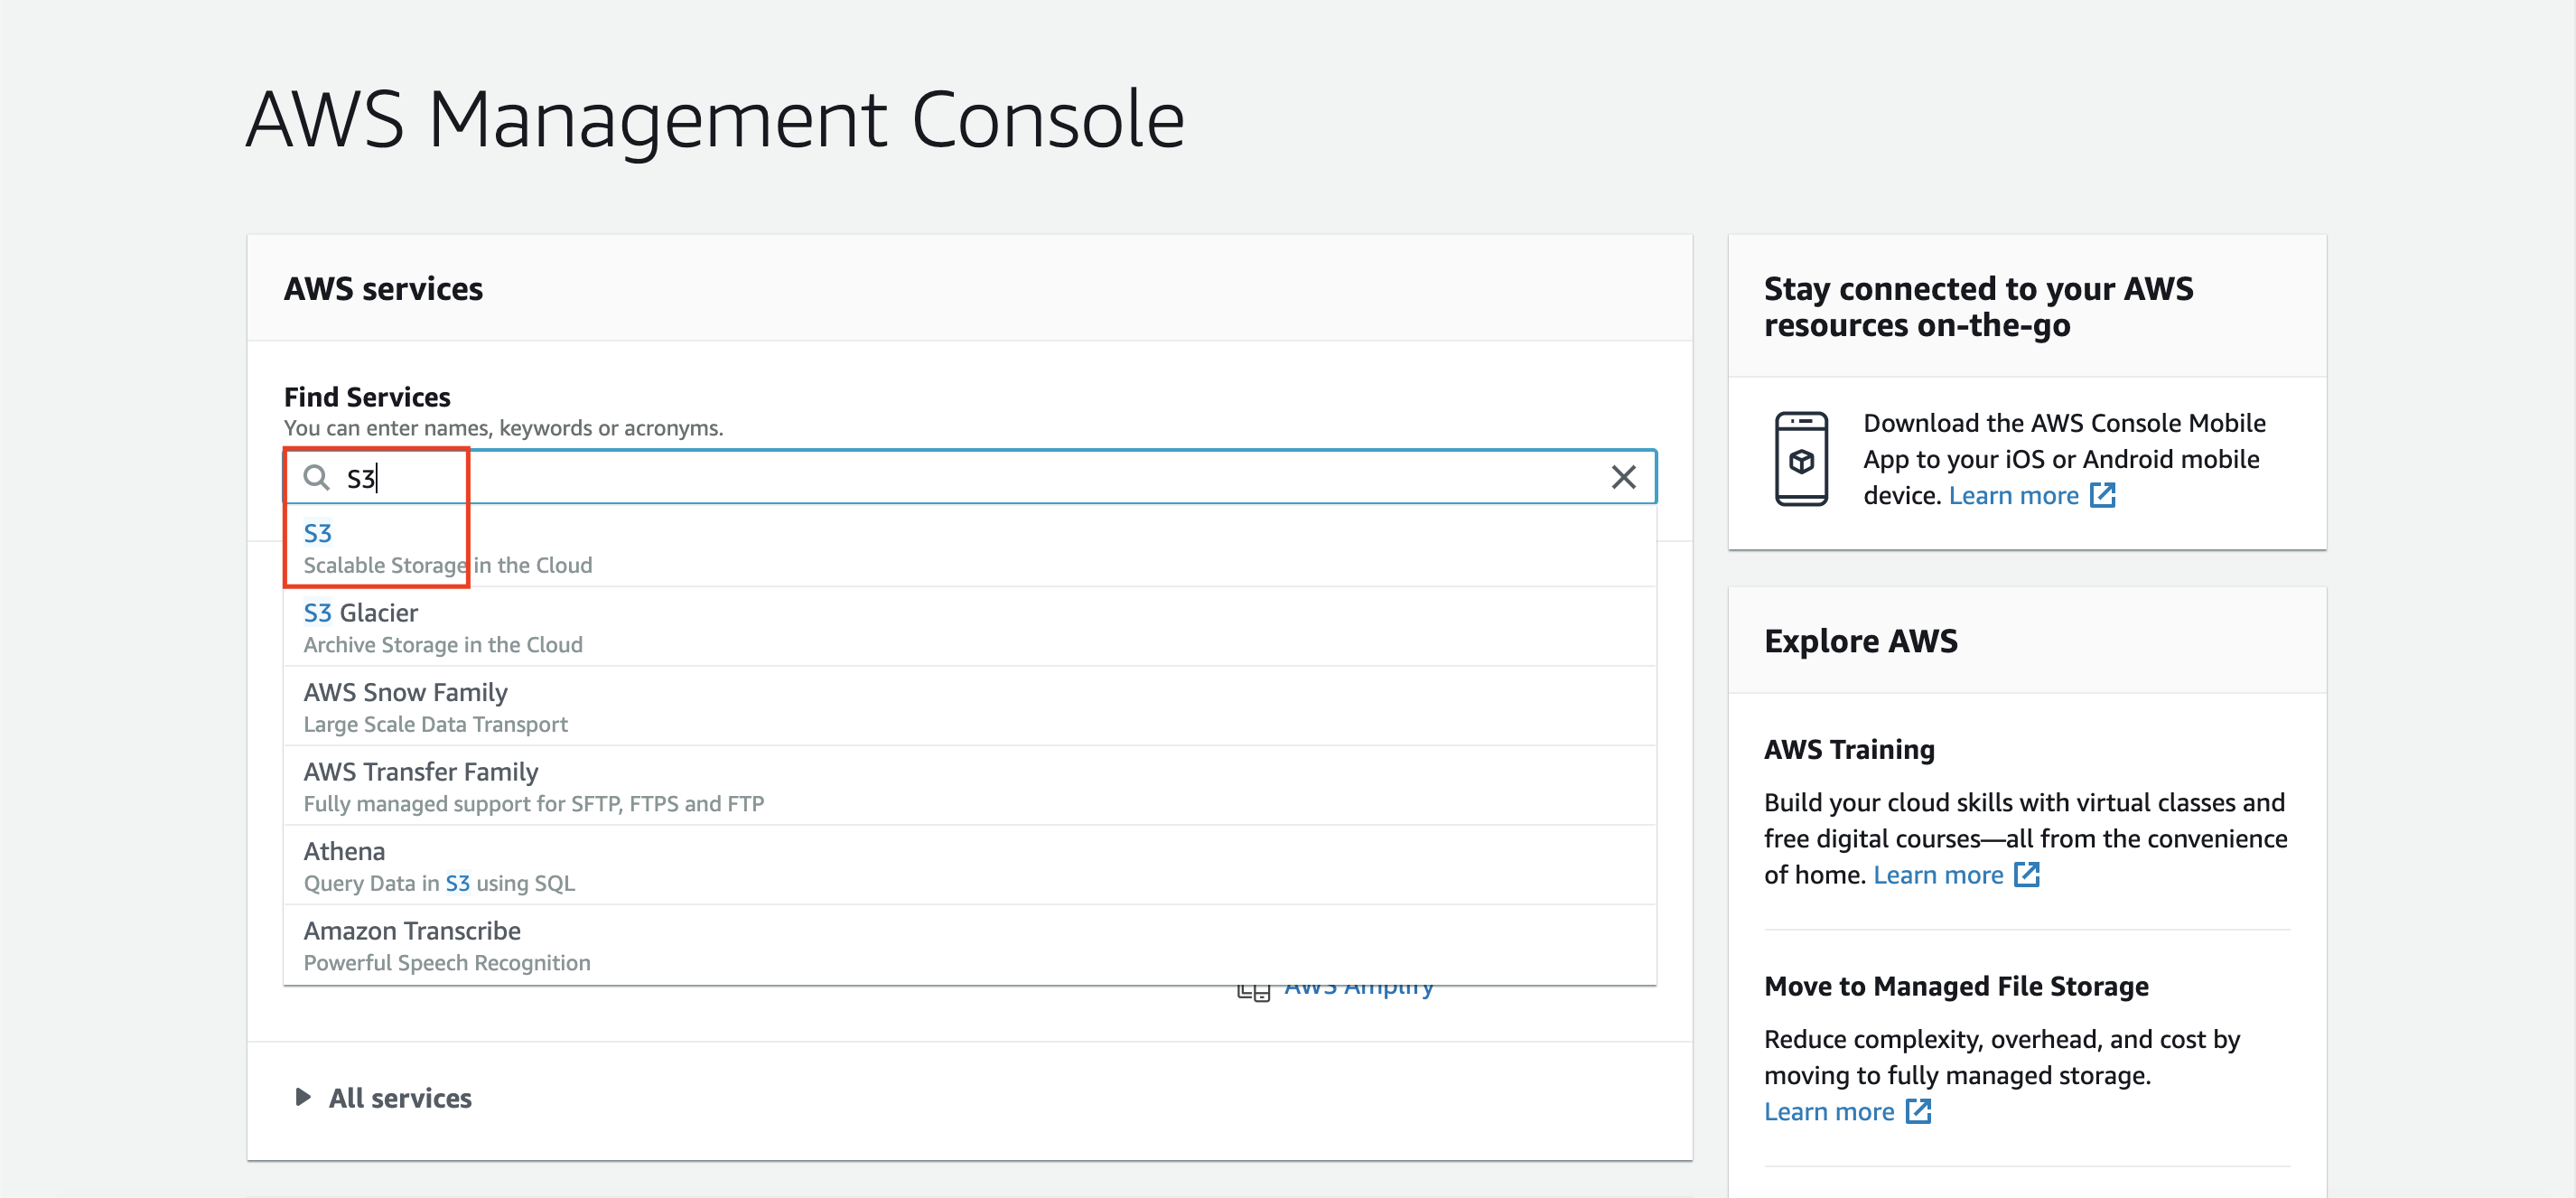 AWS Management Console
AWS services
Find Services
You can enter names, keywords or acronyms.
S3
S3
Scalable Storage in the Cloud
S3 Glacier
Archive Storage in the Cloud
AWS Snow Family
Large Scale Data Transport
AWS Transfer Family
Fully managed support for SFTP, FTPS and FTP
Athena
Query Data in S3 using SQL
Amazon Transcribe
Powerful Speech Recognition
AWS Amplify
All services
Stay connected to your AWS
resources on-the-go
Download the AWS Console Mobile
App to your iOS or Android mobile
device. Learn more
Explore AWS
AWS Training
Build your cloud skills with virtual classes and
free digital courses—all from the convenience
of home. Learn more
Move to Managed File Storage
Reduce complexity, overhead, and cost by
moving to fully managed storage.
Learn more